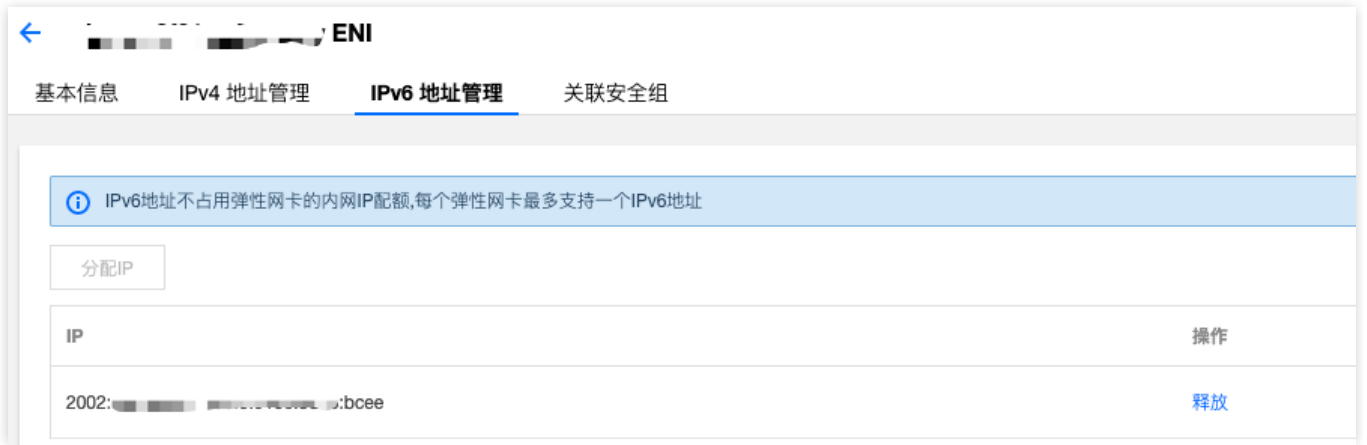 ENI
基本信息 IPv4 地址管理 IPv6 地址管理 关联安全组
IPv6地址不占用弹性网卡的内网IP配额,每个弹性网卡最多支持一个IPv6地址
分配IP
IP 操作
2002: :bcee 释放